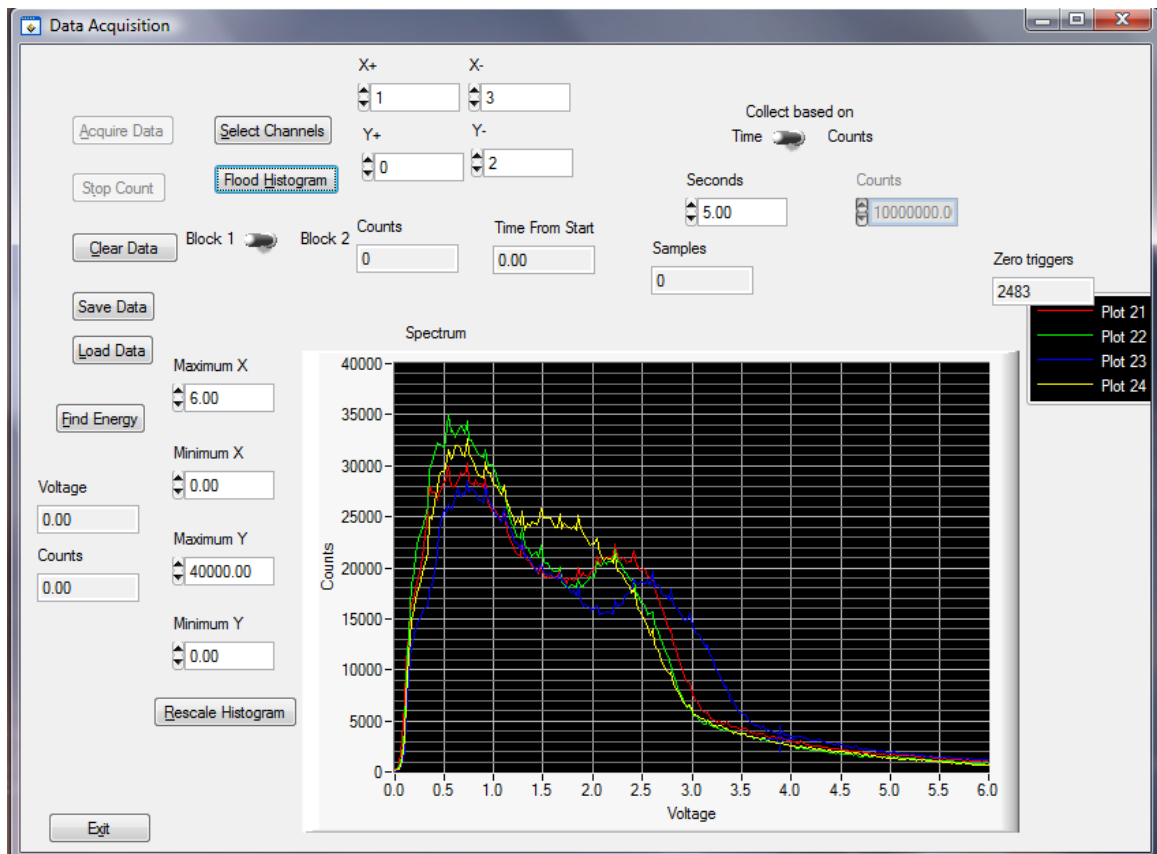 Data Acquisition
X+ X-
1 3
Collect based on
Acquire Data Select Channels Y+ Y- Time Counts
0 2
Stop Count Flood Histogram Seconds Counts
5.00 10000000.0
Clear Data Block 1 Block 2 Counts Time From Start Samples
0 0.00 0
Zero triggers
2483
Save Data
Load Data
Plot 21
Plot 22
Plot 23
Plot 24
Maximum X
6.00
Find Energy
Minimum X
0.00
Voltage
0.00
Maximum Y
40000.00
Counts
0.00
Minimum Y
0.00
Rescale Histogram
Exit
Spectrum
40000
35000
30000
25000
20000
15000
10000
5000
0
Counts
0.0 0.5 1.0 1.5 2.0 2.5 3.0 3.5 4.0 4.5 5.0 5.5 6.0
Voltage